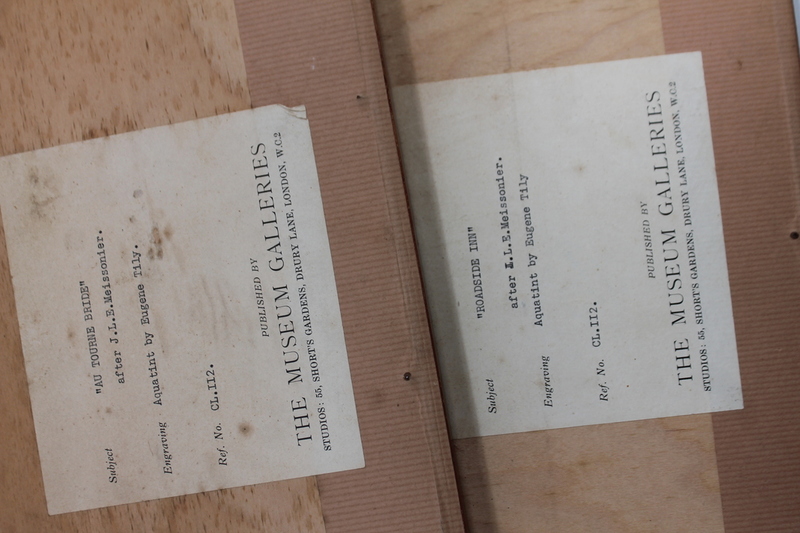 Subject "AU TOURNE BRIDE"
after J.L.E.Meissonier.
Engraving Aquatint by Eugene Tily.
Ref. No. CL.II2.
PUBLISHED BY
THE MUSEUM GALLERIES
STUDIOS: 55, SHORT'S GARDENS, DRURY LANE, LONDON, W.C.2
Subject "ROADSIDE INN"
after I.L.E.Meissonier.
Engraving Aquatint by Eugene Tily
Ref. No. CL.II2.
PUBLISHED BY
THE MUSEUM GALLERIES
STUDIOS: 55, SHORT'S GARDENS, DRURY LANE, LONDON, W.C.2